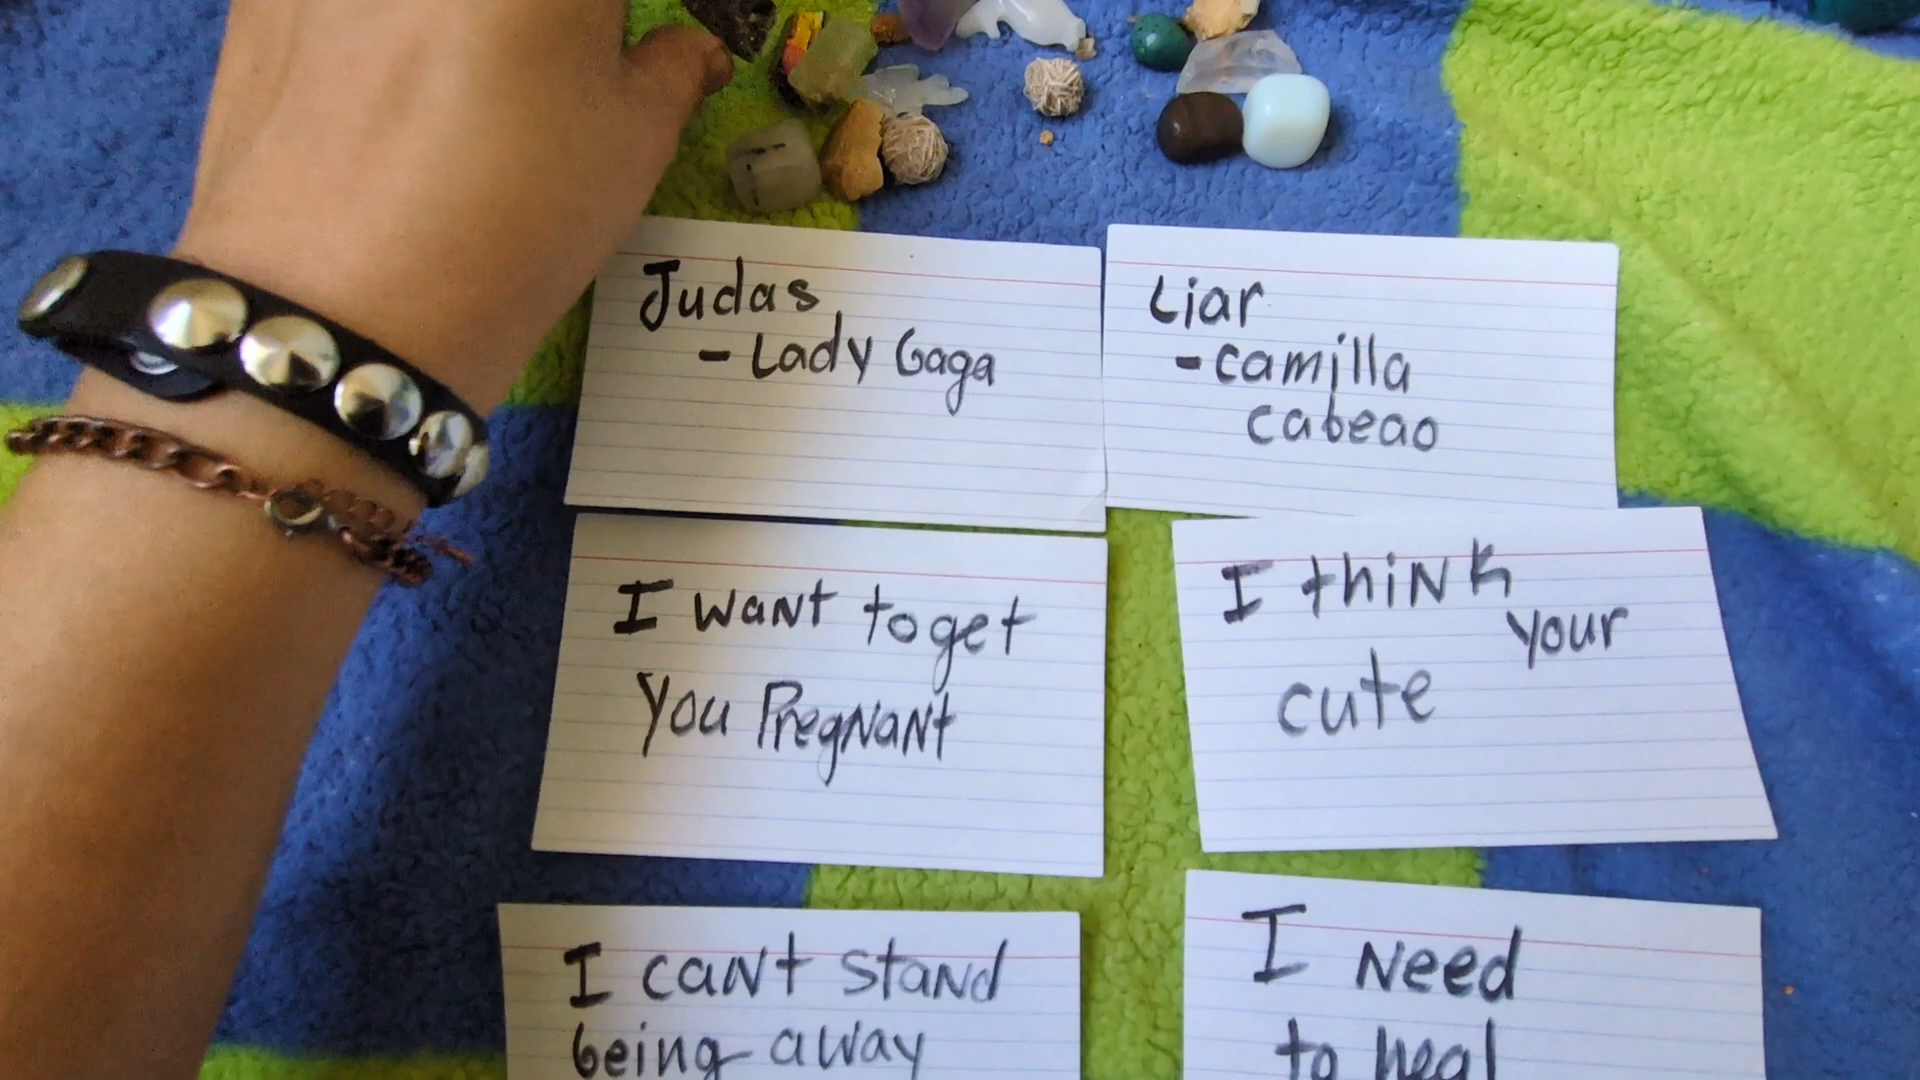 Judas
- Lady Gaga
Liar
- camilla
cabeao
I want to get
you Pregnant
I think
your
cute
I can't stand
being away
I Need
to heal